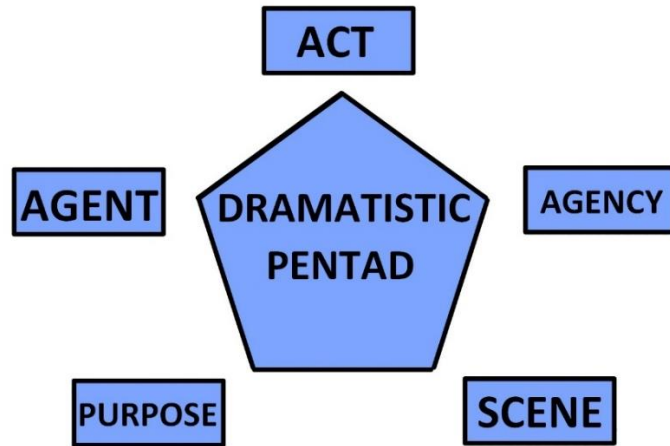 ACT
AGENT
DRAMATISTIC
PENTAD
AGENCY
PURPOSE
SCENE